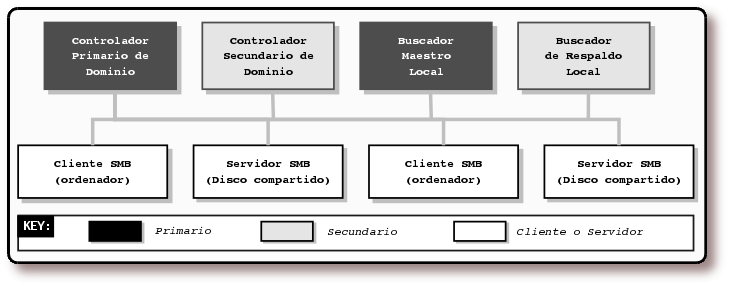 Controlador
Primario de
Dominio
Controlador
Secundario de
Dominio
Buscador
Maestro
Local
Buscador
de Respaldo
Local
Cliente SMB
(ordenador)
Servidor SMB
(Disco compartido)
Cliente SMB
(ordenador)
Servidor SMB
(Disco compartido)
KEY:
Primario
Secundario
Cliente o Servidor